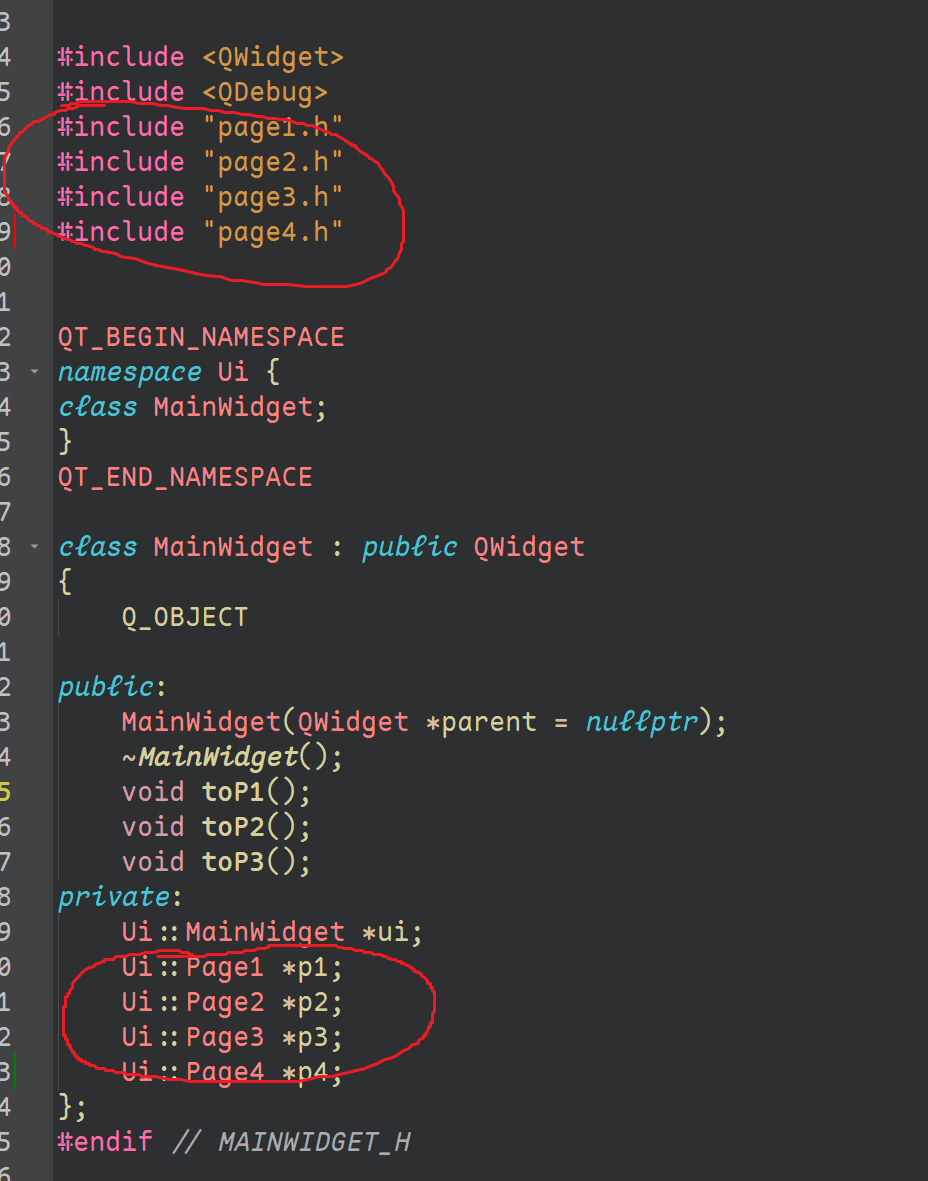 3
4 #include <QWidget>
5 #include <QDebug>
6 #include "page1.h"
7 #include "page2.h"
8 #include "page3.h"
9 #include "page4.h"
0
1
2 QT_BEGIN_NAMESPACE
3 namespace Ui {
4 class MainWidget;
5 }
6 QT_END_NAMESPACE
7
8 class MainWidget : public QWidget
9 {
0 Q_OBJECT
1
2 public:
3 MainWidget(QWidget *parent = nullptr);
4 ~MainWidget();
5 void toP1();
6 void toP2();
7 void toP3();
8 private:
9 Ui::MainWidget *ui;
0 Ui::Page1 *p1;
1 Ui::Page2 *p2;
2 Ui::Page3 *p3;
3 Ui::Page4 *p4;
4 };
5 #endif // MAINWIDGET_H
6